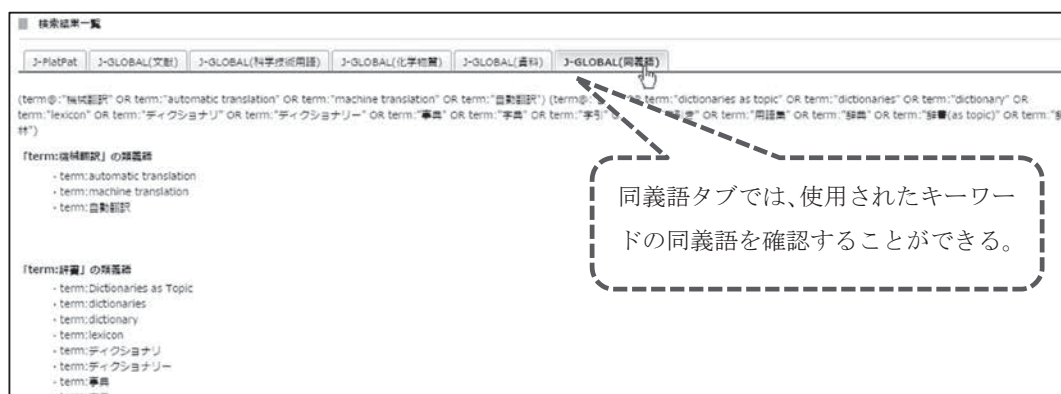 検索結果一覧
J-PlatPat J-GLOBAL(文献) J-GLOBAL(科学技術用語) J-GLOBAL(化学物質) J-GLOBAL(資料) J-GLOBAL(同義語)
(term@:"機械翻訳" OR term:"automatic translation" OR term:"machine translation" OR term:"自動翻訳") (term@: term:"dictionaries as topic" OR term:"dictionaries" OR term:"dictionary" OR
term:"lexicon" OR term:"ディクショナリ" OR term:"ディクショナリー" OR term:"事典" OR term:"字典" OR term:"字引" OR term:"用語集" OR term:"辞典" OR term:"辞書(as topic)" OR term:"
林")
「term:機械翻訳」の類義語
・term:automatic translation
・term:machine translation
・term:自動翻訳
「term:辞書」の類義語
・term:Dictionaries as Topic
・term:dictionaries
・term:dictionary
・term:lexicon
・term:ディクショナリ
・term:ディクショナリー
・term:事典
同義語タブでは、使用されたキーワー
ドの同義語を確認することができる。